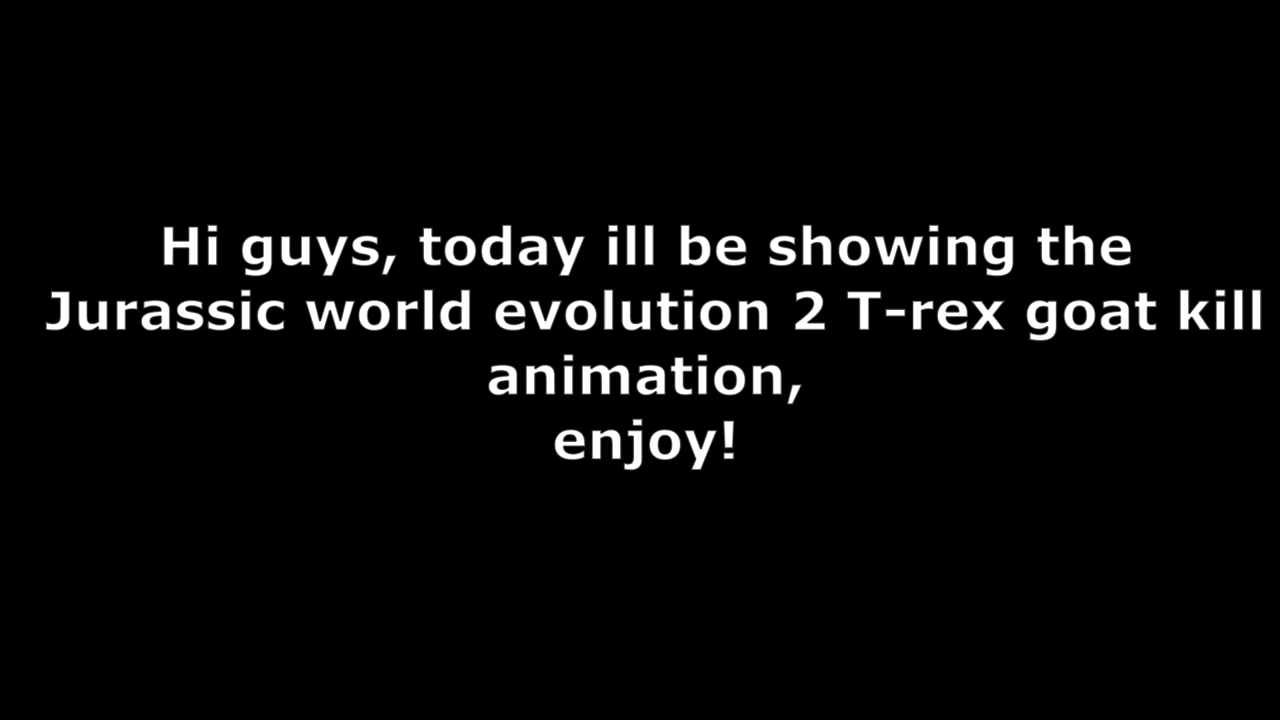 Hi guys, today ill be showing the
Jurassic world evolution 2 T-rex goat kill
animation,
enjoy!